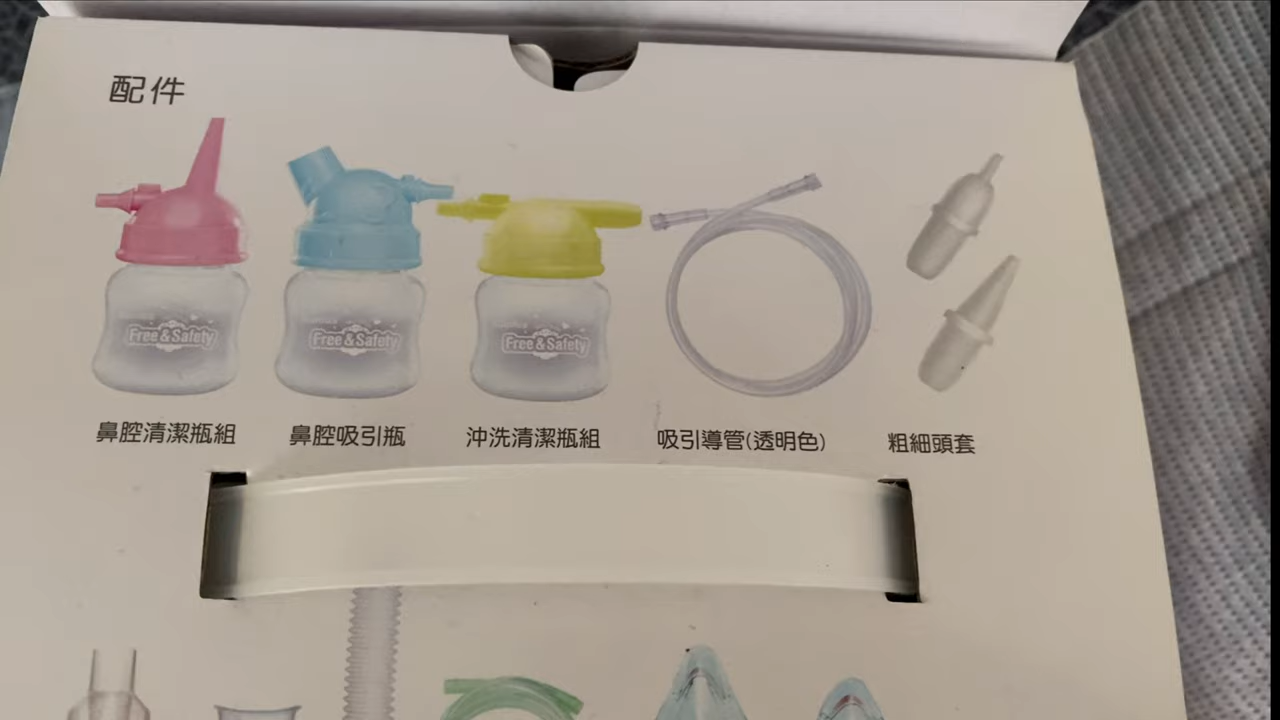 配件
Free & Safety
Free & Safety
Free & Safety
鼻腔清潔瓶組
鼻腔吸引瓶
沖洗清潔瓶組
吸引導管(透明色)
粗細頭套